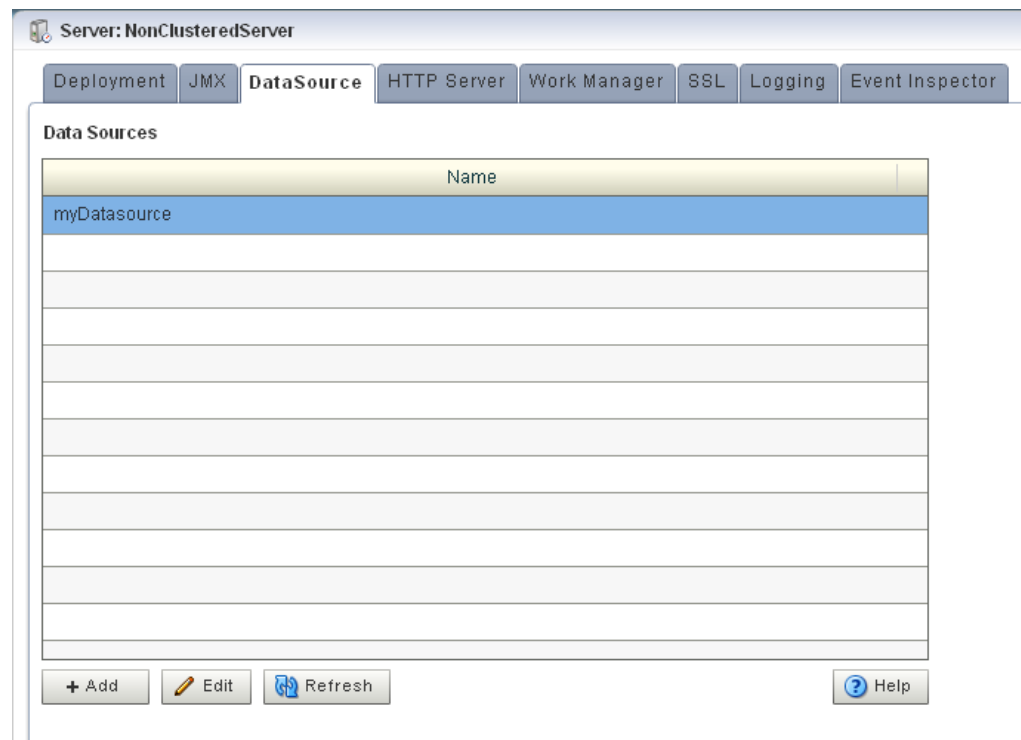 Server: NonClusteredServer
Deployment JMX DataSource HTTP Server Work Manager SSL Logging Event Inspector
Data Sources
Name
myDatasource
+ Add Edit Refresh ? Help